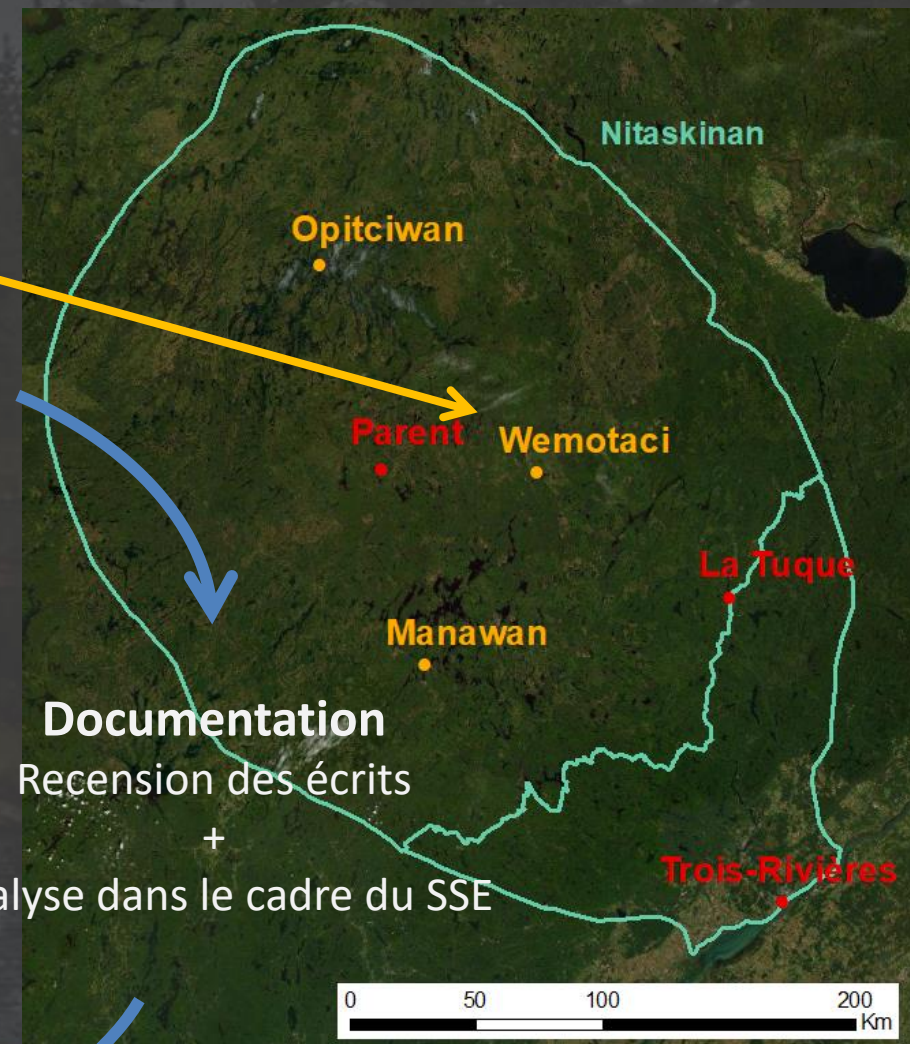 Nitaskinan
Opitciwan
Parent
Wemotaci
La Tuque
Manawan
Documentation
Recension des écrits
+
alyse dans le cadre du SSE
Trois-Rivières
0 50 100 200
Km